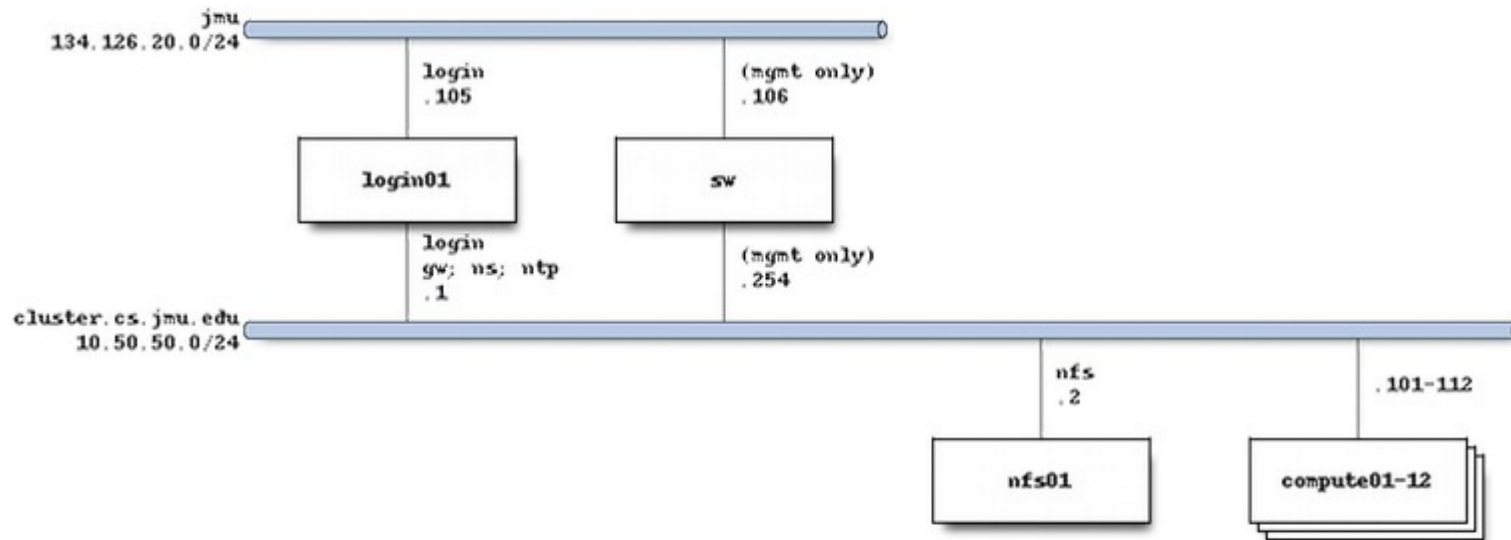 jmu
134.126.20.0/24
login
.105
(mgmt only)
.106
login01
sw
login
gw; ns; ntp
.1
(mgmt only)
.254
cluster.cs.jmu.edu
10.50.50.0/24
nfs
.2
.101-112
nfs01
compute01-12